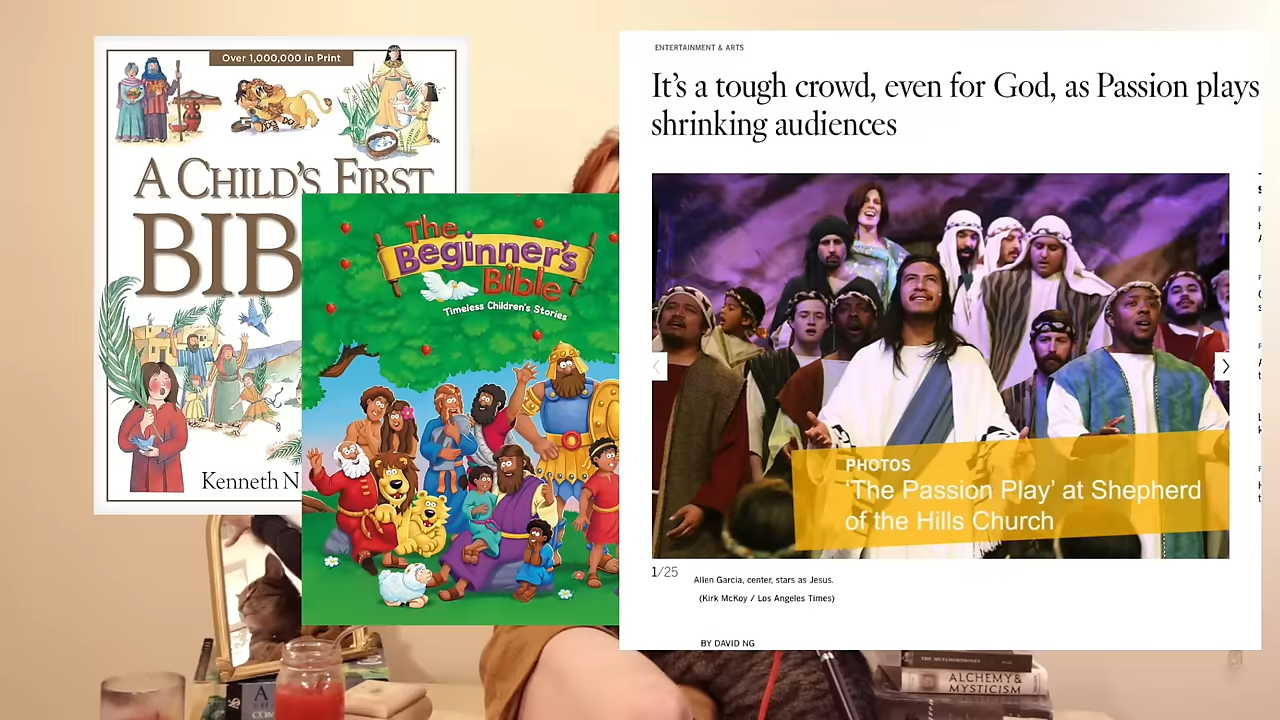 Over 1,000,000 in Print
A CHILD'S FIRST
BIB
Kenneth N
The
Beginner's
Bible
Timeless Children's Stories
ENTERTAINMENT & ARTS
It's a tough crowd, even for God, as Passion plays
shrinking audiences
PHOTOS
'The Passion Play' at Shepherd
of the Hills Church
1/25
Allen Garcia, center, stars as Jesus.
(Kirk McKoy / Los Angeles Times)
BY DAVID NG
A
COM
THE METAMORPHOSES
ALCHEMY &
MYSTICISM